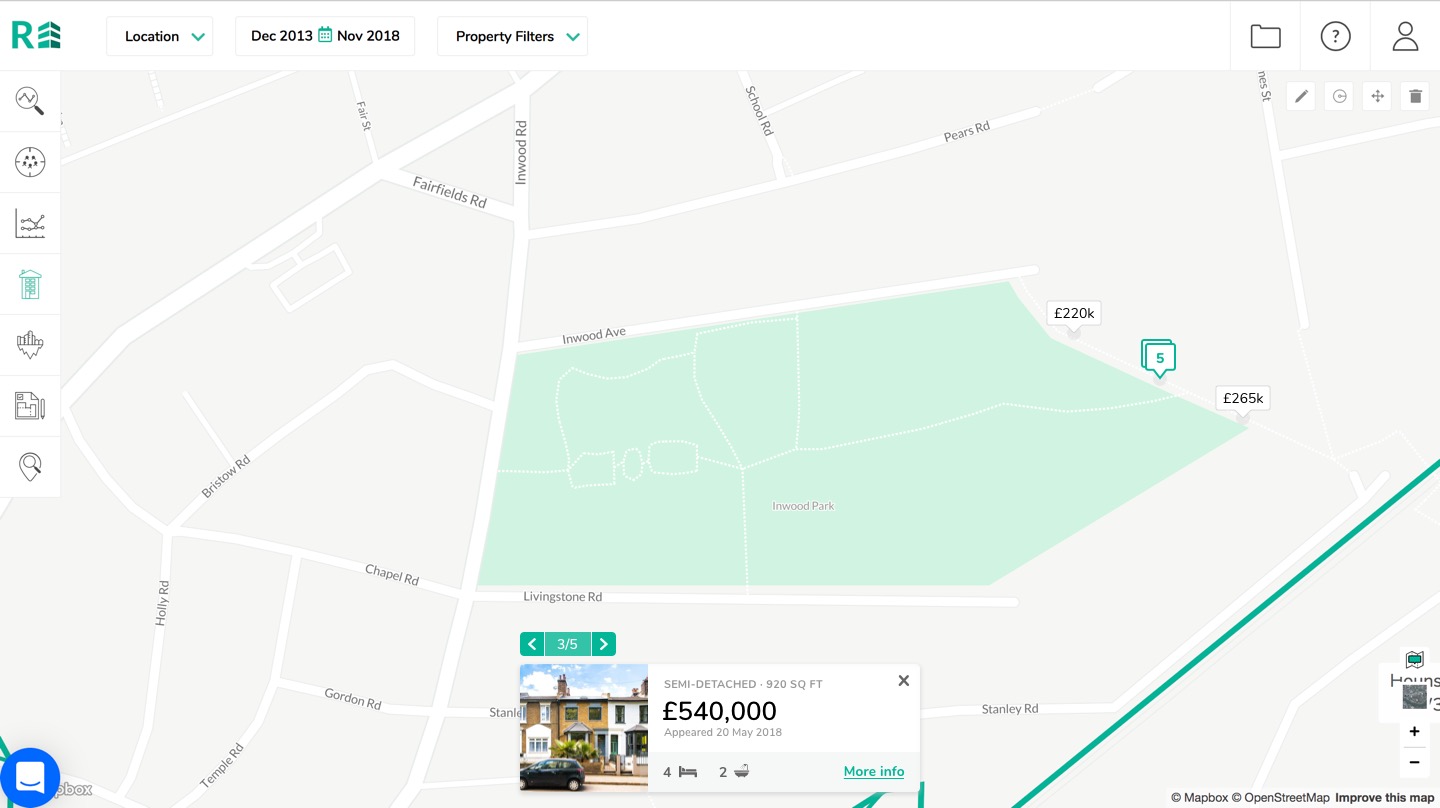 R
Location
Dec 2013 Nov 2018
Property Filters
?
Fair St
Inwood Rd
School Rd
Pears Rd
nes St
Fairfields Rd
Inwood Ave
£220k
5
£265k
Bristow Rd
Inwood Park
Chapel Rd
Livingstone Rd
Holly Rd
3/5
Gordon Rd
Stanle
Stanley Rd
Temple Rd
SEMI-DETACHED · 920 SQ FT
£540,000
Appeared 20 May 2018
4
2
More info
Houns
+
−
pbox
© Mapbox © OpenStreetMap Improve this map